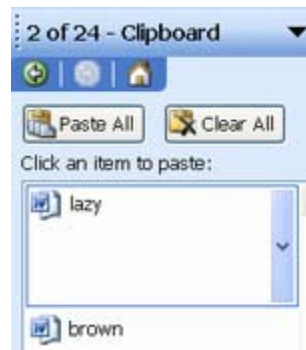 2 of 24 - Clipboard
Paste All Clear All
Click an item to paste:
lazy
brown